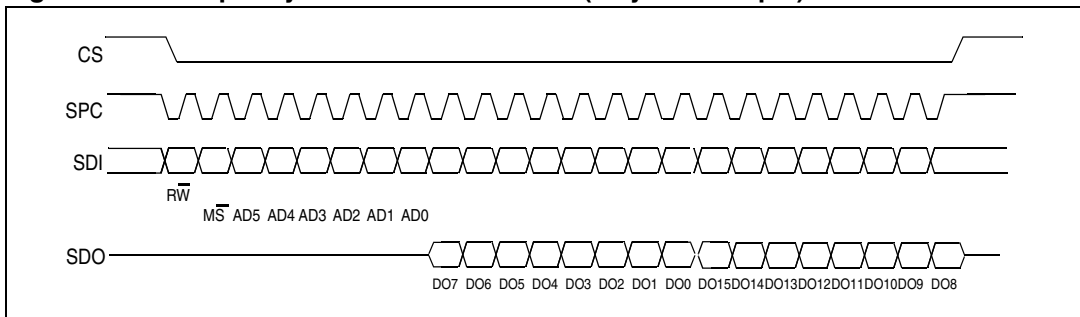 CS
SPC
SDI
RW
MS AD5 AD4 AD3 AD2 AD1 AD0
SDO
DO7 DO6 DO5 DO4 DO3 DO2 DO1 DO0 DO15 DO14 DO13 DO12 DO11 DO10 DO9 DO8